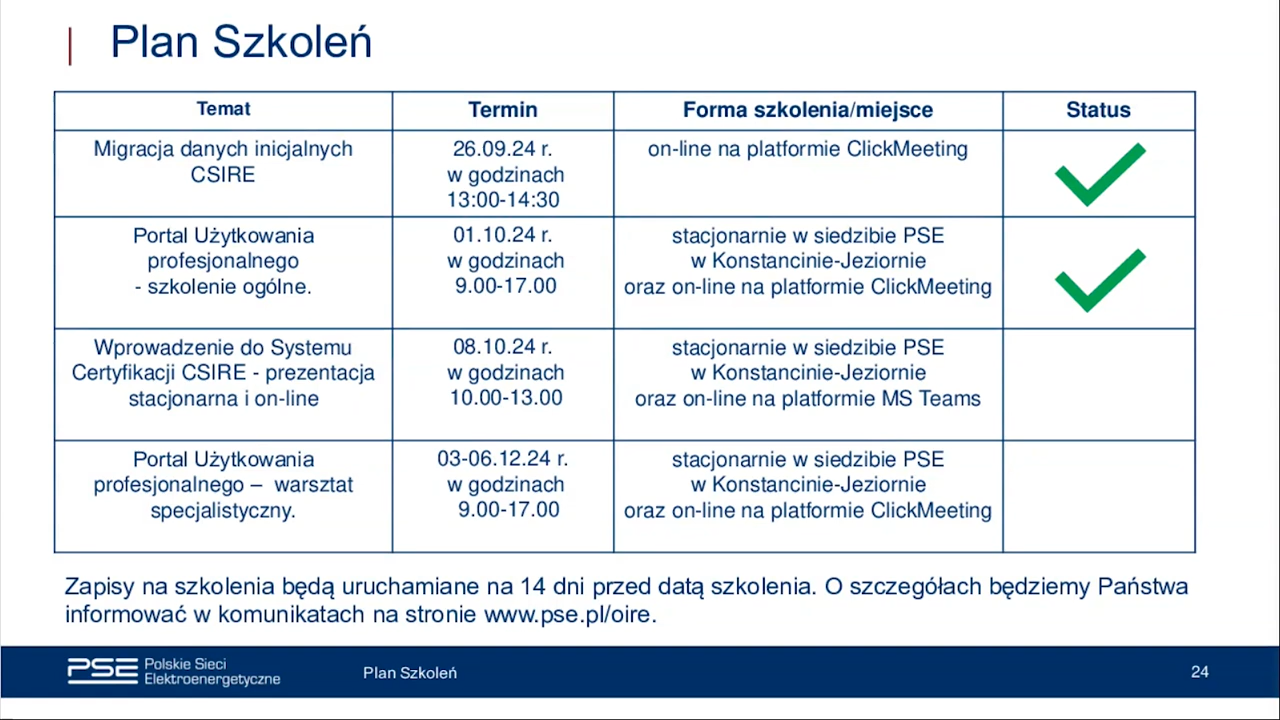 Plan Szkoleń
Temat
Termin
Forma szkolenia/miejsce
Status
Migracja danych inicjalnych
CSIRE
26.09.24 r.
w godzinach
13:00-14:30
on-line na platformie ClickMeeting
Portal Użytkowania
profesjonalnego
- szkolenie ogólne.
01.10.24 r.
w godzinach
9.00-17.00
stacjonarnie w siedzibie PSE
w Konstancinie-Jeziornie
oraz on-line na platformie ClickMeeting
Wprowadzenie do Systemu
Certyfikacji CSIRE - prezentacja
stacjonarna i on-line
08.10.24 r.
w godzinach
10.00-13.00
stacjonarnie w siedzibie PSE
w Konstancinie-Jeziornie
oraz on-line na platformie MS Teams
Portal Użytkowania
profesjonalnego – warsztat
specjalistyczny.
03-06.12.24 r.
w godzinach
9.00-17.00
stacjonarnie w siedzibie PSE
w Konstancinie-Jeziornie
oraz on-line na platformie ClickMeeting
Zapisy na szkolenia będą uruchamiane na 14 dni przed datą szkolenia. O szczegółach będziemy Państwa
informować w komunikatach na stronie www.pse.pl/oire.
PSE
Polskie Sieci
Elektroenergetyczne
Plan Szkoleń
24